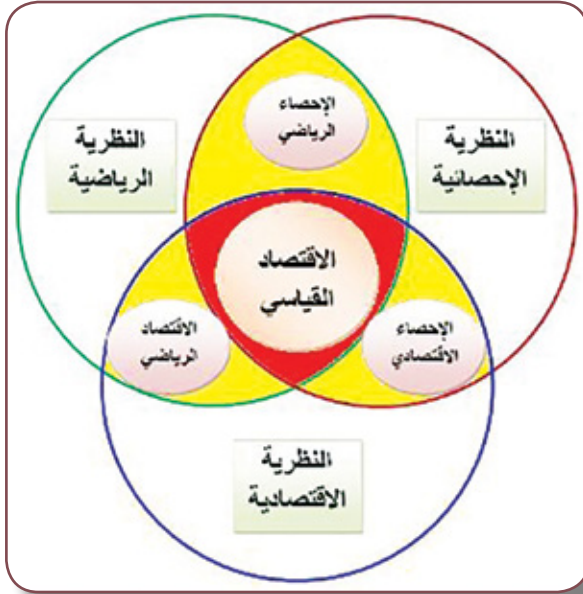 الإحصاء
الرياضي
النظرية
الإحصائية
النظرية
الرياضية
الاقتصاد
القياسي
الإحصاء
الاقتصادي
الاقتصاد
الرياضي
النظرية
الاقتصادية